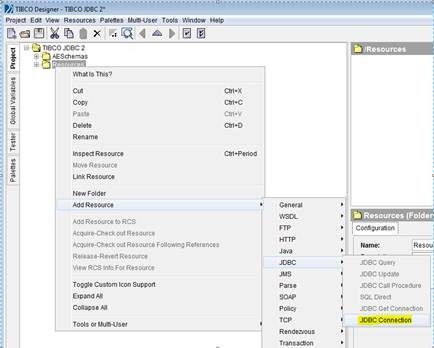 TIBCO Designer - TIBCO JDBC 2*
Project Edit View Resources Palettes Multi-User Tools Window Help
Project
Global Variables
Tester
Palettes
TIBCO JDBC 2
AESchemas
Resources
/Resources
What Is This?
Cut Ctrl+X
Copy Ctrl+C
Paste Ctrl+V
Delete Ctrl+D
Rename
Inspect Resource Ctrl+Period
Move Resource
Link Resource
New Folder
Add Resource
Add Resource to RCS
Acquire-Check out Resource
Acquire-Check out Resource Following References
Release-Revert Resource
View RCS Info For Resource
Toggle Custom Icon Support
Expand All
Collapse All
Tools or Multi-User
General
WSDL
FTP
HTTP
Java
JDBC
JMS
Parse
SOAP
Policy
TCP
Rendezvous
Transaction
Resources (Folder
Configuration
Name: Resou
JDBC Query
JDBC Update
JDBC Call Procedure
SQL Direct
JDBC Get Connection
JDBC Connection